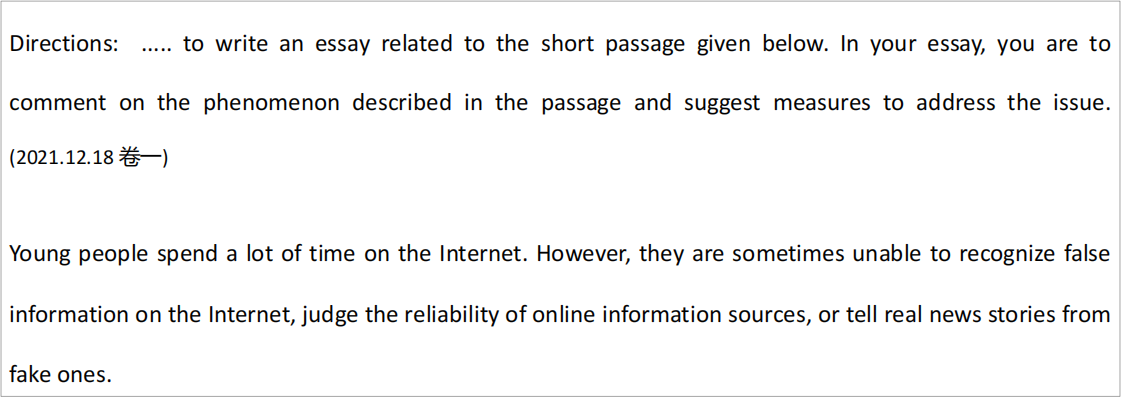 Directions: ..... to write an essay related to the short passage given below. In your essay, you are to
comment on the phenomenon described in the passage and suggest measures to address the issue.
(2021.12.18 卷一)
Young people spend a lot of time on the Internet. However, they are sometimes unable to recognize false
information on the Internet, judge the reliability of online information sources, or tell real news stories from
fake ones.